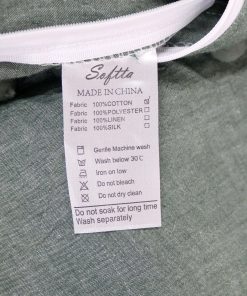 Softta
MADE IN CHINA
Fabric 100%COTTON ☑
Fabric 100%POLYESTER ☐
Fabric 100%LINEN ☐
Fabric 100%SILK ☐
Gentle Machine wash
Wash below 30℃
Iron on low
Do not bleach
Do not dry clean
Do not soak for long time
Wash separately